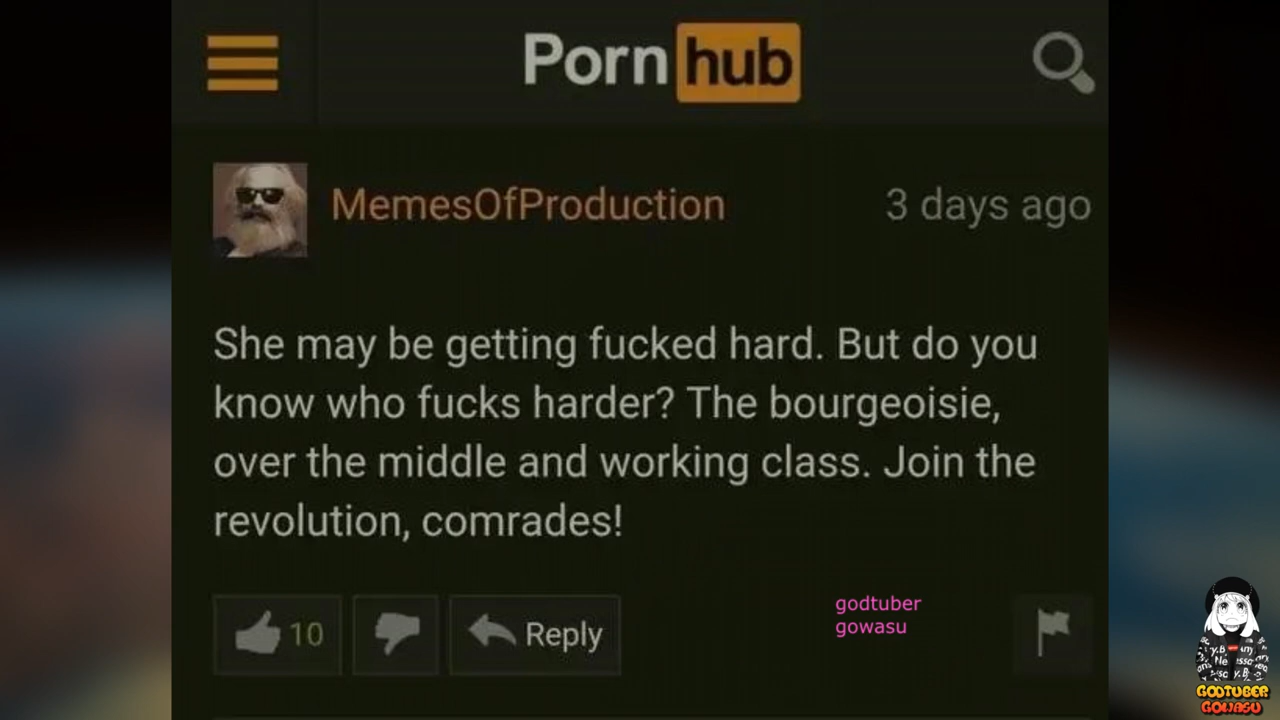 Porn hub
MemesOfProduction 3 days ago
She may be getting fucked hard. But do you
know who fucks harder? The bourgeoisie,
over the middle and working class. Join the
revolution, comrades!
10 Reply
godtuber
gowasu
GODTUBER
GOWASU